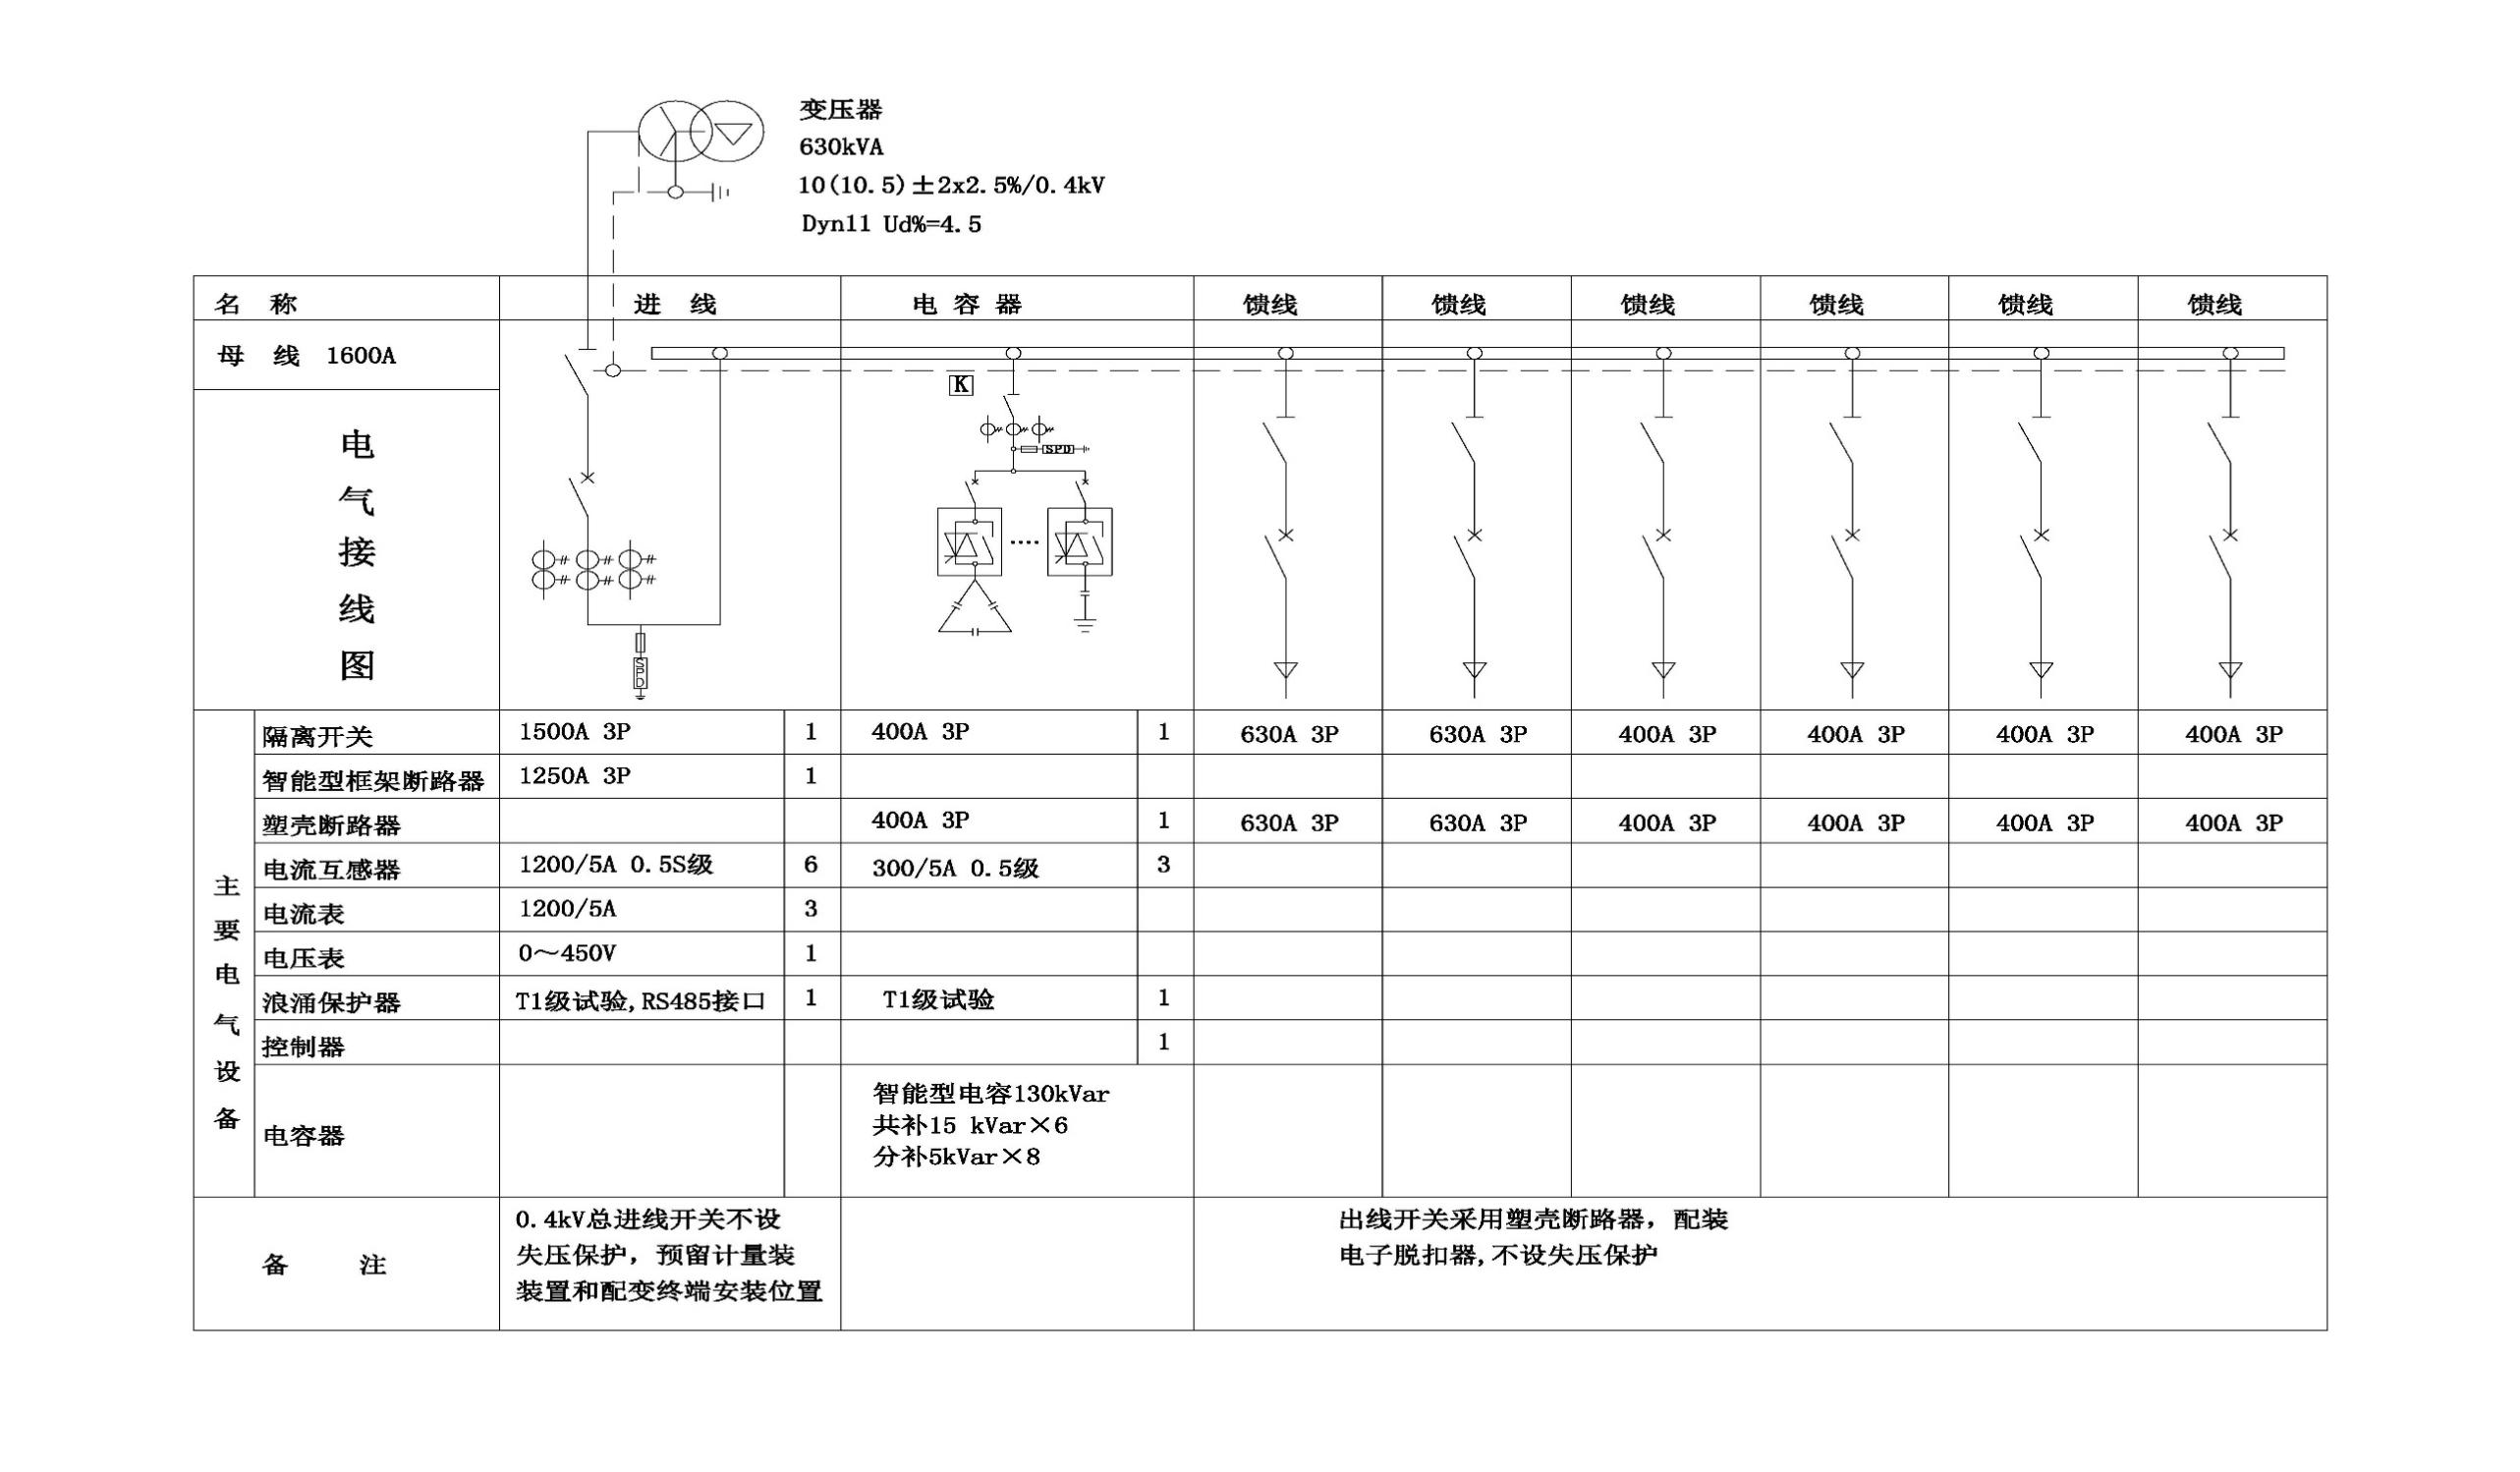 变压器
630kVA
10(10.5)±2x2.5%/0.4kV
Dyn11 Ud%=4.5
名 称 进 线 电 容 器 馈线 馈线 馈线 馈线 馈线 馈线
母 线 1600A
K
电气接线图
SPD
SPD
主要电气设备
隔离开关 1500A 3P 1 400A 3P 1 630A 3P 630A 3P 400A 3P 400A 3P 400A 3P 400A 3P
智能型框架断路器 1250A 3P 1
塑壳断路器 400A 3P 1 630A 3P 630A 3P 400A 3P 400A 3P 400A 3P 400A 3P
电流互感器 1200/5A 0.5S级 6 300/5A 0.5级 3
电流表 1200/5A 3
电压表 0～450V 1
浪涌保护器 T1级试验,RS485接口 1 T1级试验 1
控制器 1
电容器
智能型电容130kVar
共补15 kVar×6
分补5kVar×8
备 注
0.4kV总进线开关不设
失压保护，预留计量装
装置和配变终端安装位置
出线开关采用塑壳断路器，配装
电子脱扣器,不设失压保护